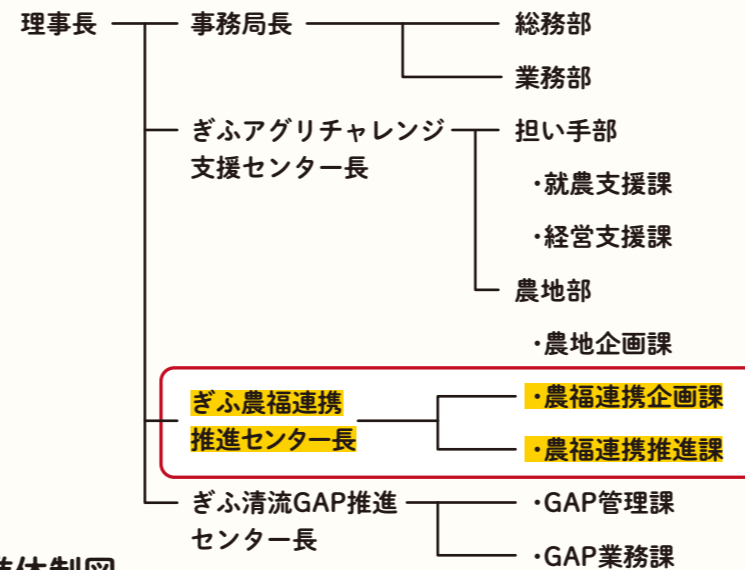 理事長
事務局長
総務部
業務部
ぎふアグリチャレンジ
支援センター長
担い手部
・就農支援課
・経営支援課
農地部
・農地企画課
ぎふ農福連携
推進センター長
・農福連携企画課
・農福連携推進課
ぎふ清流GAP推進
センター長
・GAP管理課
・GAP業務課
体制図